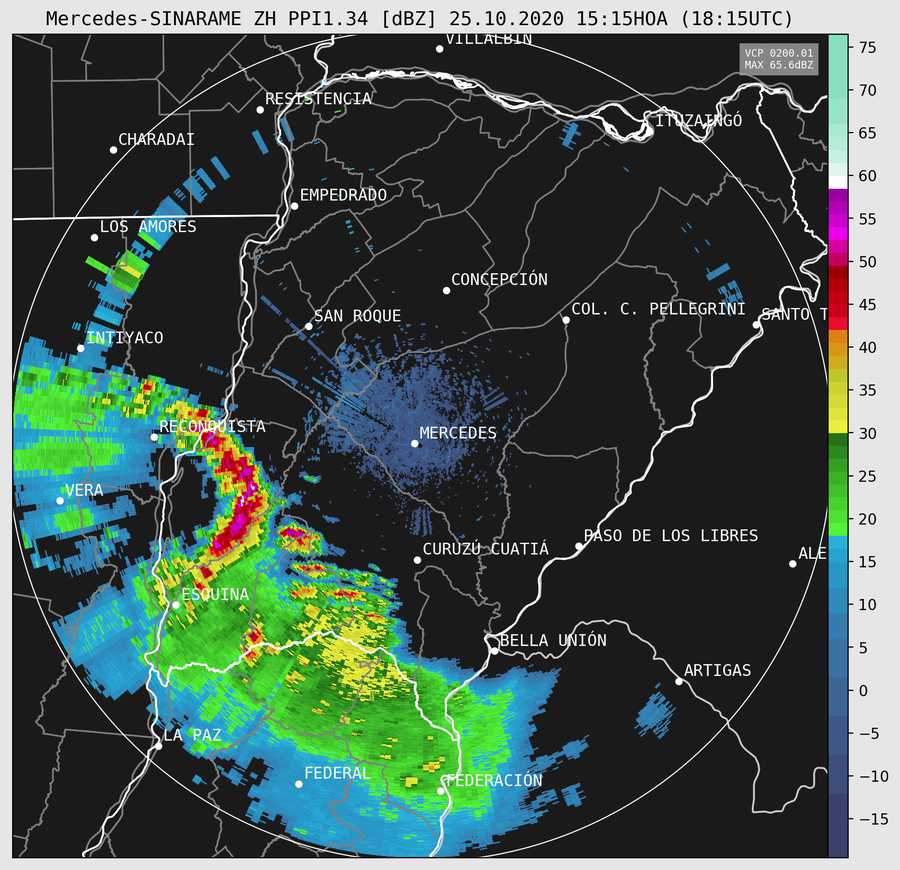 Mercedes-SINARAME ZH PPI1.34 [dBZ] 25.10.2020 15:15HOA (18:15UTC)
VILLALBÍN
VCP 0200.01
MAX 65.6dBZ
RESISTENCIA
ITUZAINGÓ
CHARADAI
EMPEDRADO
LOS AMORES
CONCEPCIÓN
COL. C. PELLEGRINI
SANTO T
SAN ROQUE
INTIYACO
RECONQUISTA
MERCEDES
VERA
CURUZÚ CUATIÁ
PASO DE LOS LIBRES
ALE
ESQUINA
BELLA UNIÓN
ARTIGAS
LA PAZ
FEDERAL
FEDERACIÓN
75
70
65
60
55
50
45
40
35
30
25
20
15
10
5
0
−5
−10
−15